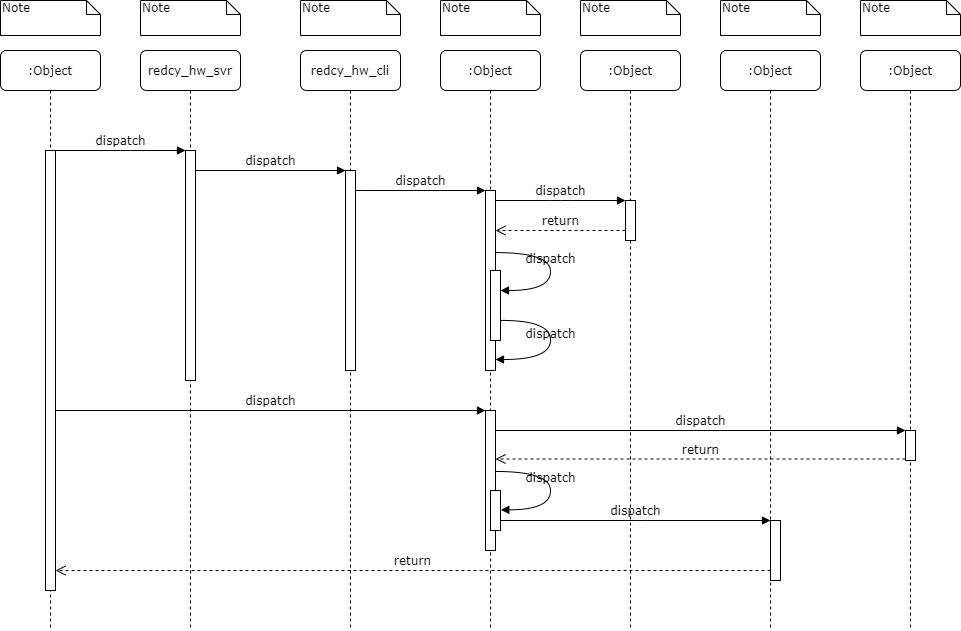 Note
Note
Note
Note
Note
Note
Note
:Object
redcy_hw_svr
redcy_hw_cli
:Object
:Object
:Object
:Object
dispatch
dispatch
dispatch
dispatch
return
dispatch
dispatch
dispatch
dispatch
return
dispatch
dispatch
return